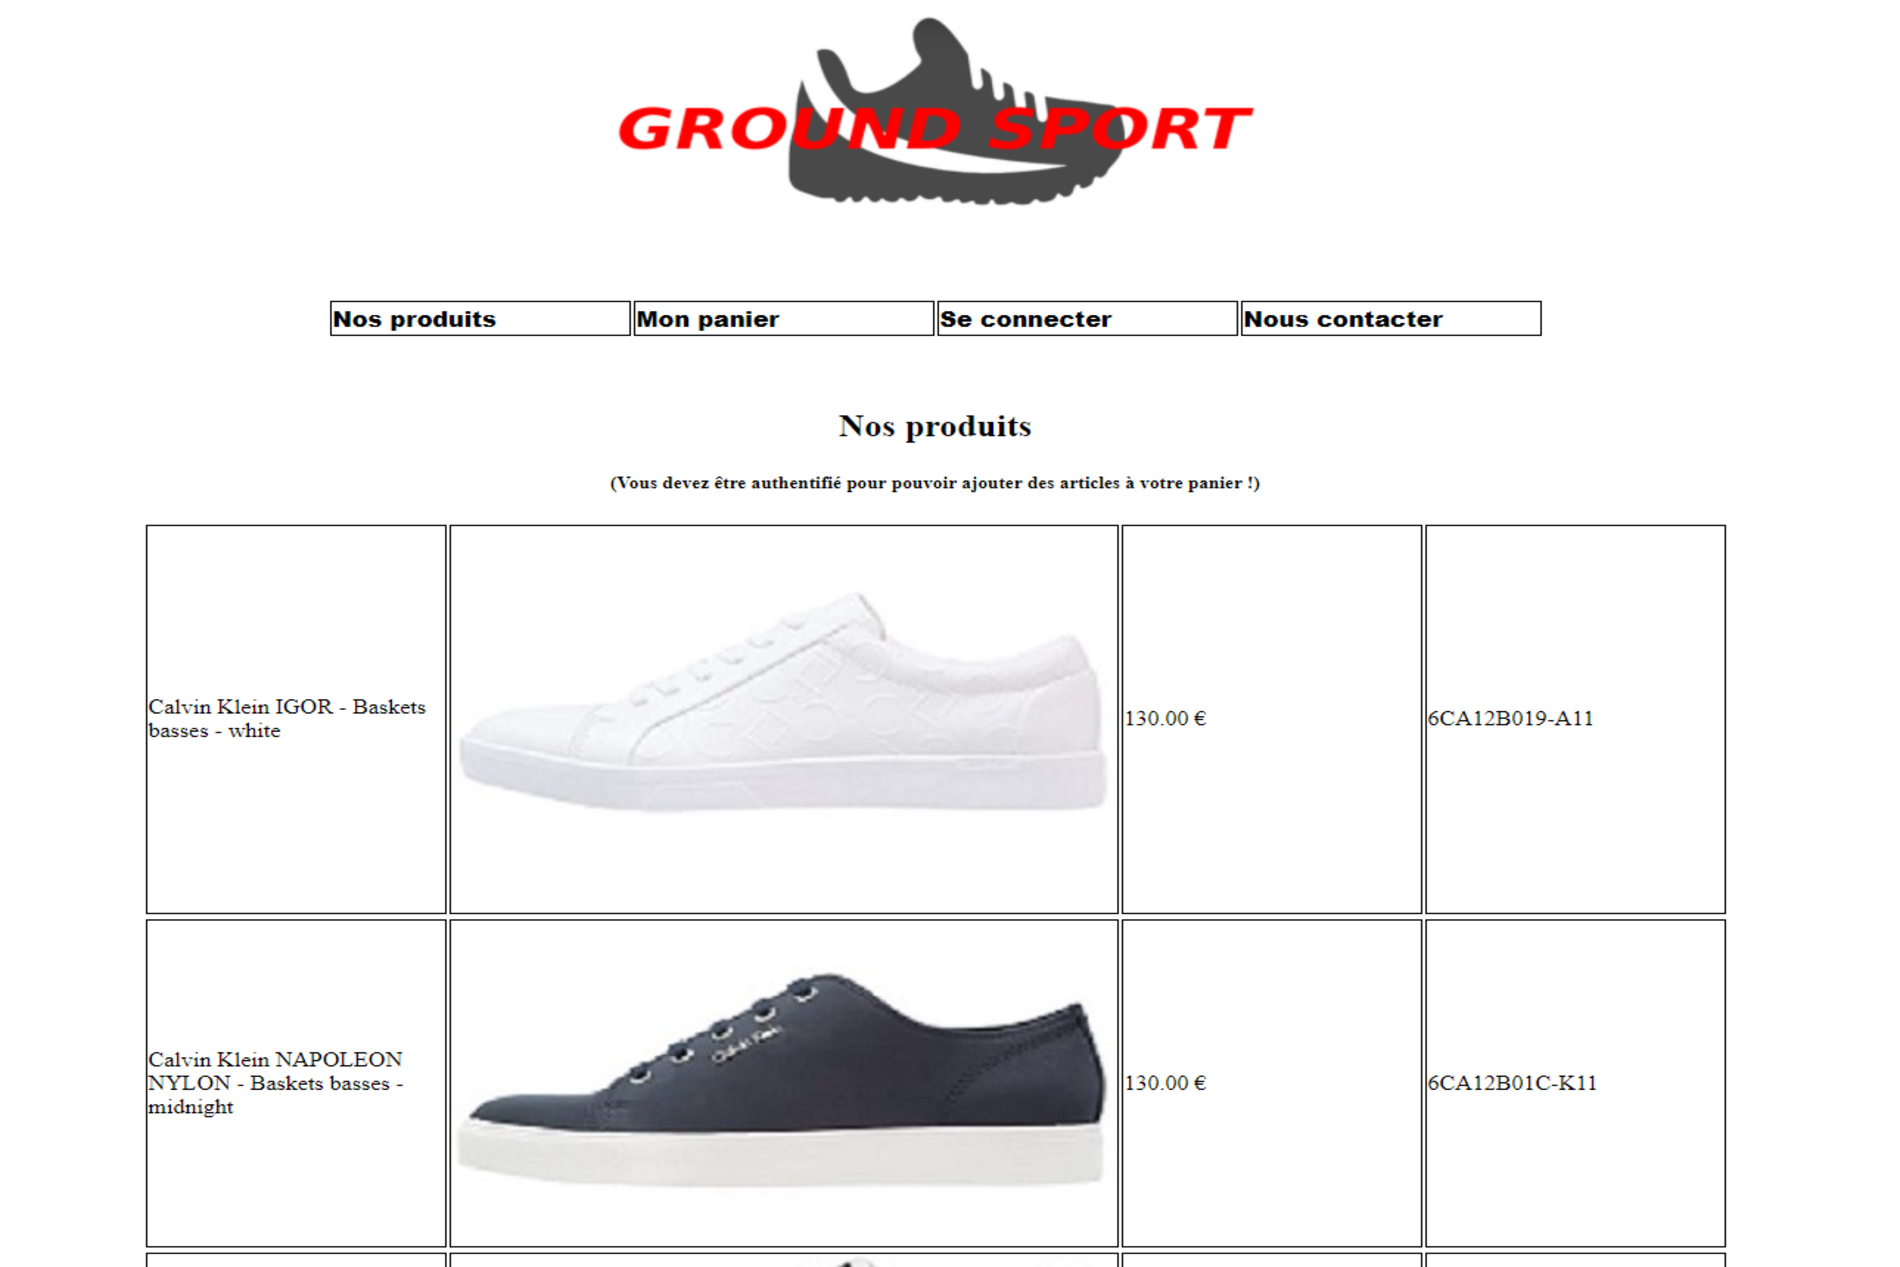 GROUND SPORT
Nos produits
Mon panier
Se connecter
Nous contacter
Nos produits
(Vous devez être authentifié pour pouvoir ajouter des articles à votre panier !)
Calvin Klein IGOR - Baskets
basses - white
130.00 €
6CA12B019-A11
Calvin Klein NAPOLEON
NYLON - Baskets basses -
midnight
Calvin Klein
130.00 €
6CA12B01C-K11